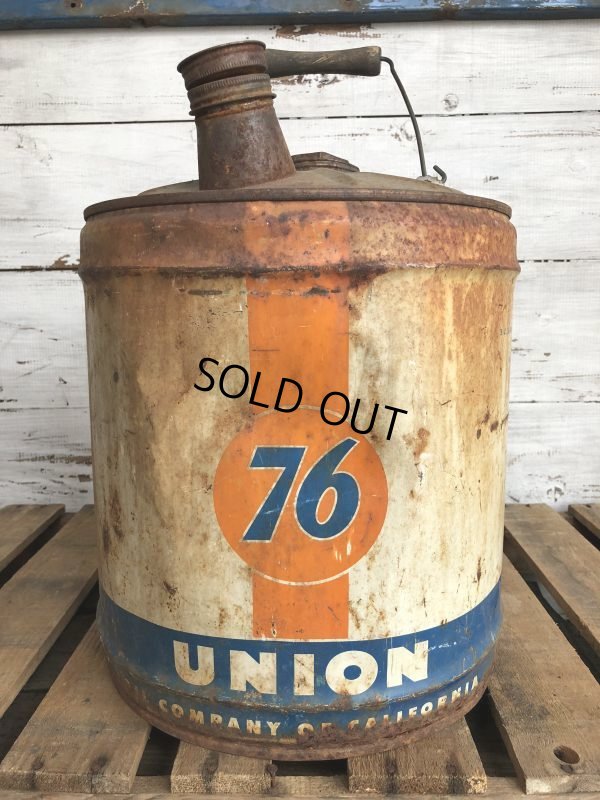 SOLD OUT
76
UNION
COMPANY OF CALIFORNIA